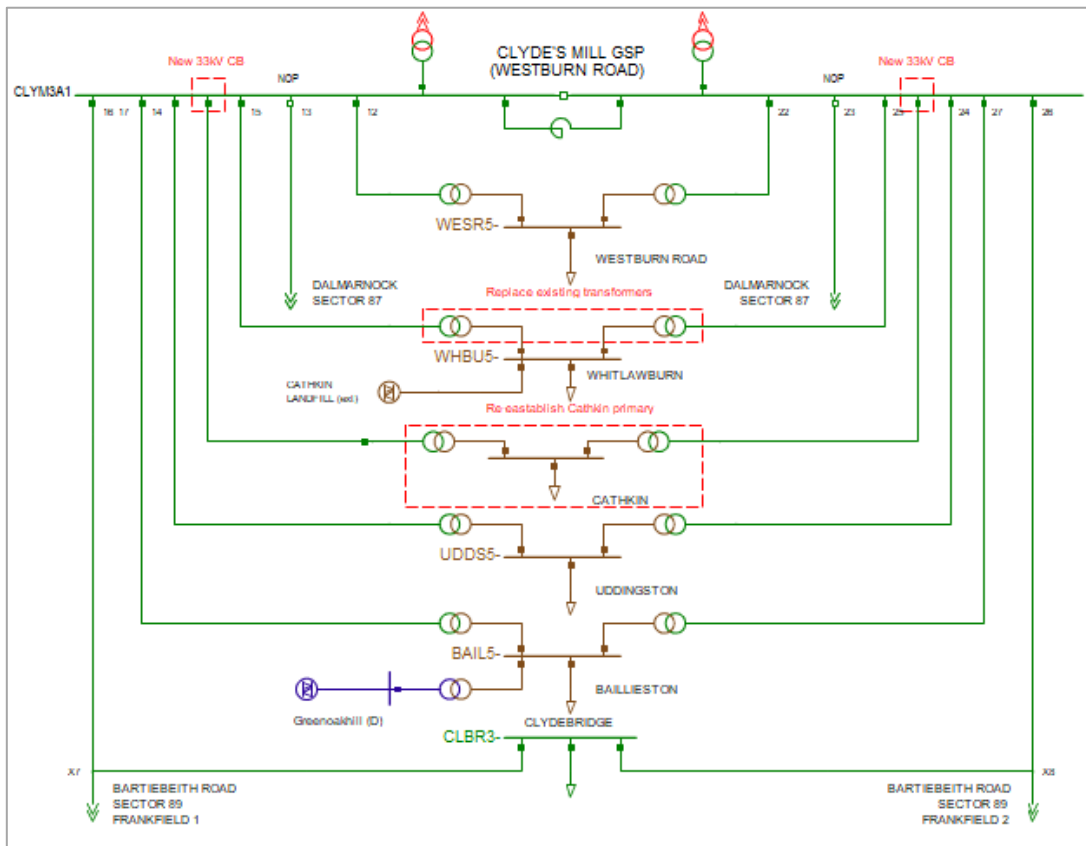 CLYDE'S MILL GSP
(WESTBURN ROAD)
New 33kV CB
New 33kV CB
NOP
NOP
CLYM3A1
16 17 14 15 13 12
22 23 25 24 27 26
WESR5-
WESTBURN ROAD
DALMARNOCK
SECTOR 87
DALMARNOCK
SECTOR 87
Replace existing transformers
WHBU5-
WHITLAWBURN
CATHKIN
LANDFILL (ext.)
Re-eastablish Cathkin primary
CATHKIN
UDDS5-
UDDINGSTON
BAIL5-
BAILLIESTON
Greenoakhill (D)
CLYDEBRIDGE
CLBR3-
X7
X8
BARTIEBEITH ROAD
SECTOR 89
FRANKFIELD 1
BARTIEBEITH ROAD
SECTOR 89
FRANKFIELD 2